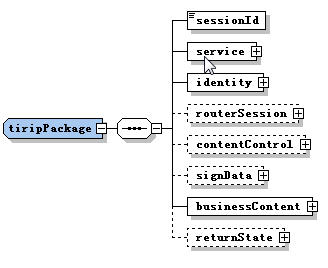 sessionId
service
identity
routerSession
tiripPackage
contentControl
signData
businessContent
returnState